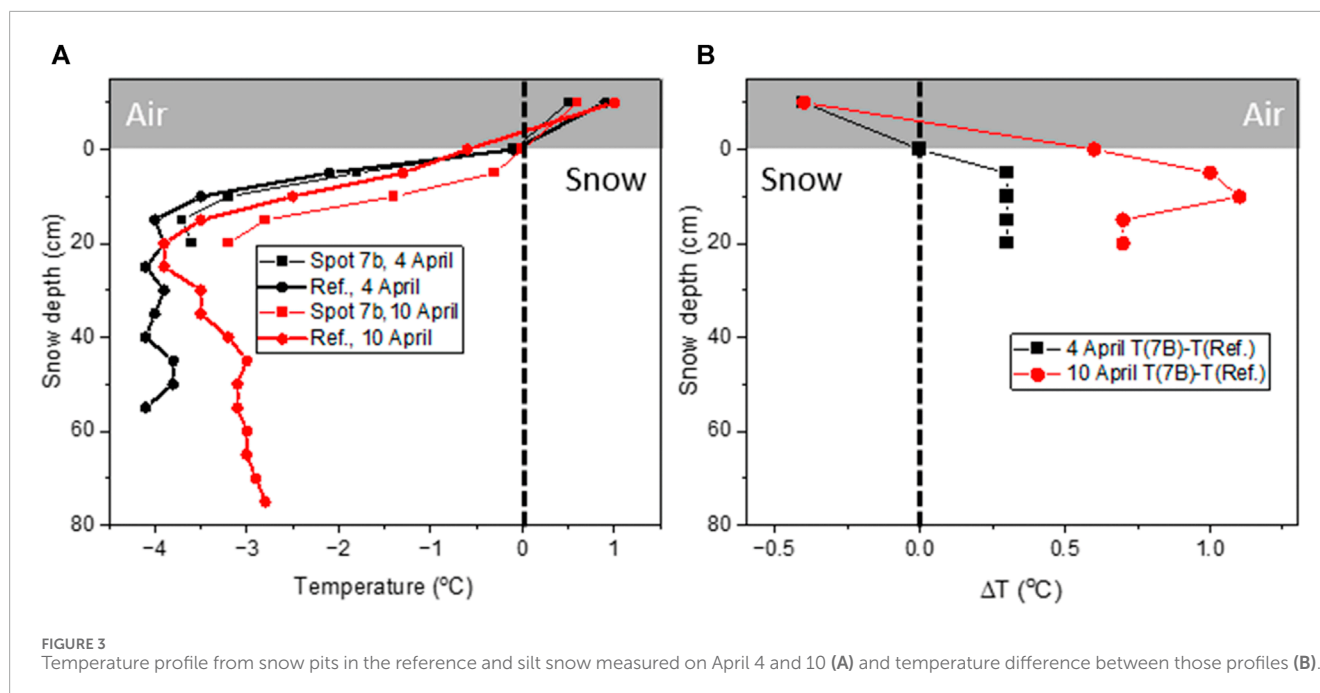 A
Air
Snow
0
20
40
60
80
Snow depth (cm)
Spot 7b, 4 April
Ref., 4 April
Spot 7b, 10 April
Ref., 10 April
−4 −3 −2 −1 0 1
Temperature (ºC)
B
Air
Snow
0
20
40
60
80
Snow depth (cm)
4 April T(7B)-T(Ref.)
10 April T(7B)-T(Ref.)
−0.5 0.0 0.5 1.0
ΔT (ºC)
FIGURE 3
Temperature profile from snow pits in the reference and silt snow measured on April 4 and 10 (A) and temperature difference between those profiles (B).